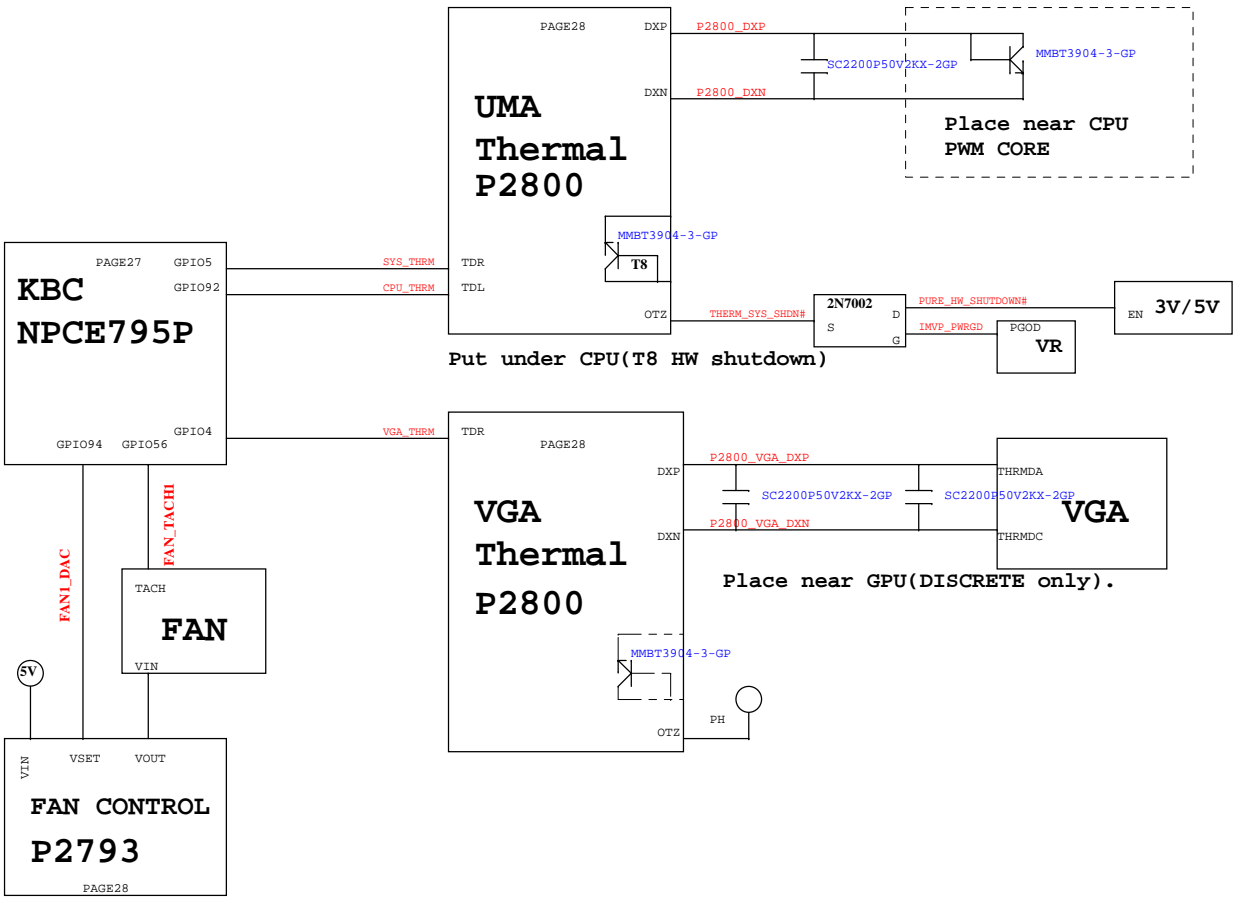 PAGE28
DXP
P2800_DXP
SC2200P50V2KX-2GP
MMBT3904-3-GP
DXN
P2800_DXN
UMA
Thermal
P2800
Place near CPU
PWM CORE
MMBT3904-3-GP
T8
PAGE27
GPIO5
SYS_THRM
TDR
GPIO92
CPU_THRM
TDL
KBC
NPCE795P
OTZ
THERM_SYS_SHDN#
2N7002
S
D
G
PURE_HW_SHUTDOWN#
IMVP_PWRGD
EN
3V/5V
PGOD
VR
Put under CPU(T8 HW shutdown)
GPIO4
VGA_THRM
TDR
GPIO94
GPIO56
PAGE28
DXP
P2800_VGA_DXP
THRMDA
SC2200P50V2KX-2GP
SC2200P50V2KX-2GP
VGA
Thermal
P2800
VGA
DXN
P2800_VGA_DXN
THRMDC
Place near GPU(DISCRETE only).
FAN1_DAC
FAN_TACH1
TACH
FAN
VIN
MMBT3904-3-GP
PH
OTZ
5V
VIN
VSET
VOUT
FAN CONTROL
P2793
PAGE28